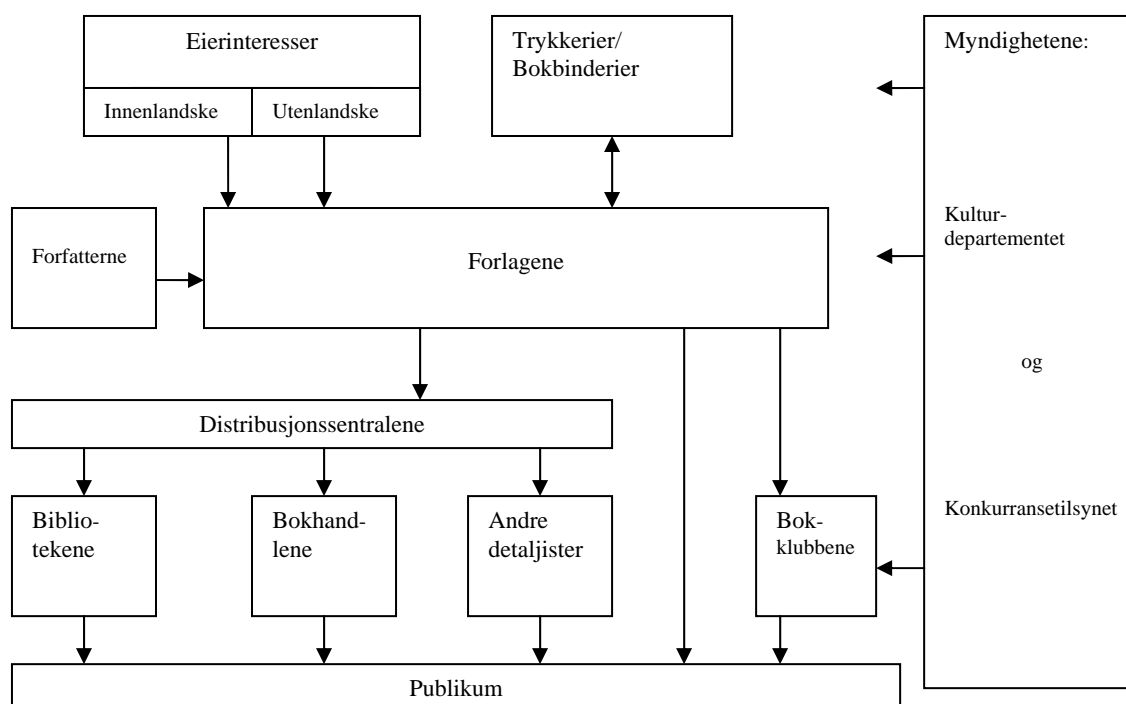 Eierinteresser
Innenlandske
Utenlandske
Trykkerier/
Bokbinderier
Myndighetene:
Kultur-
departementet
og
Konkurransetilsynet
Forfatterne
Forlagene
Distribusjonssentralene
Biblio-
tekene
Bokhand-
lene
Andre
detaljister
Bok-
klubbene
Publikum